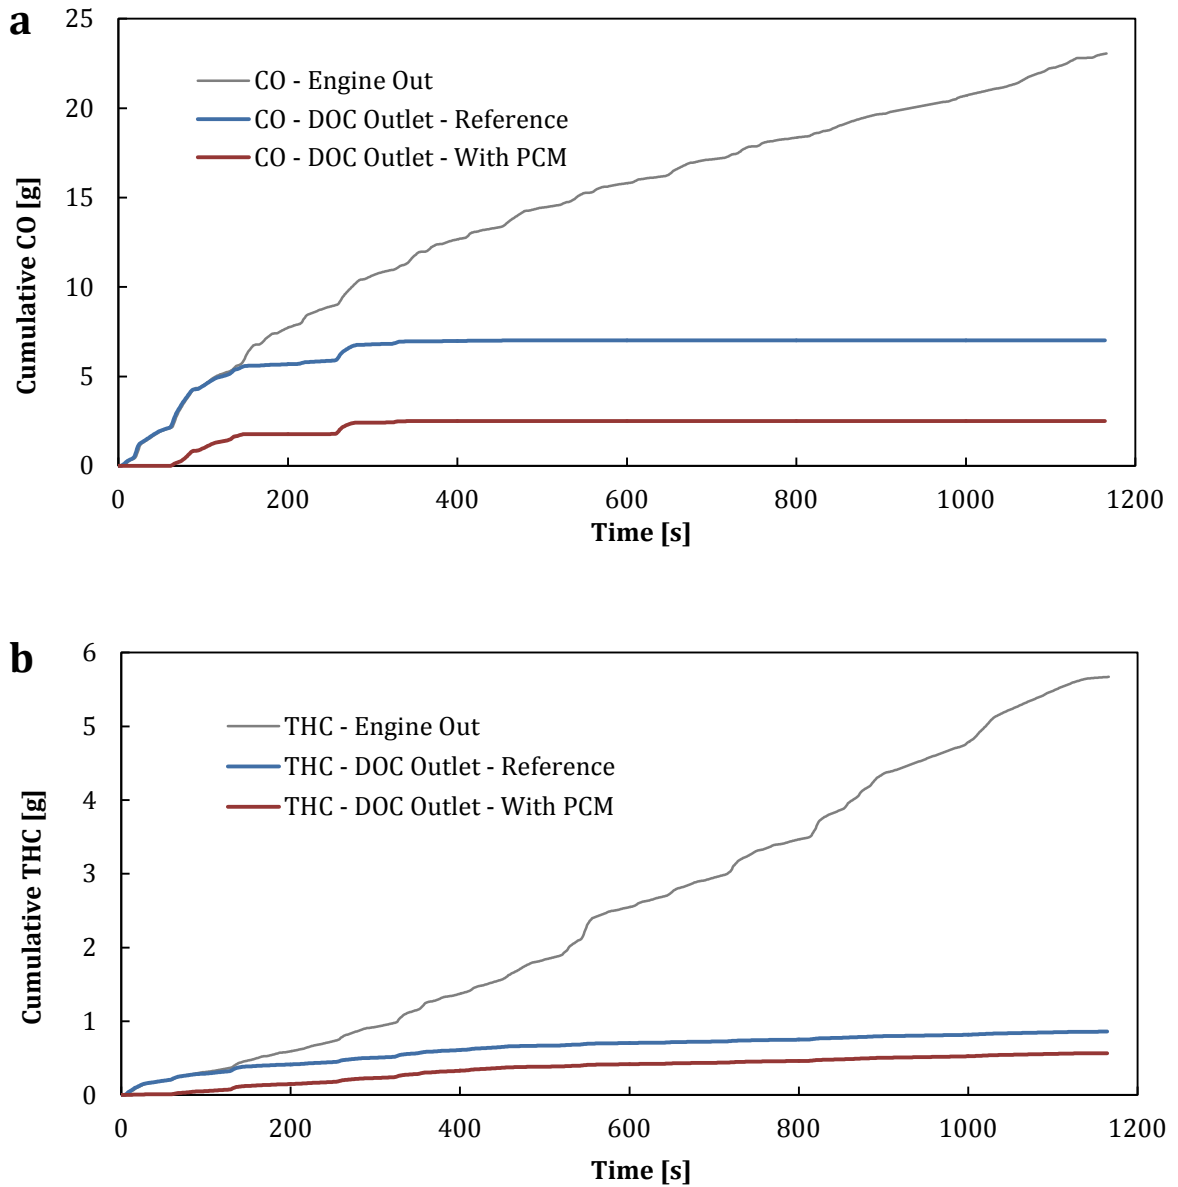 a
25
20
15
10
5
0
Cumulative CO [g]
CO - Engine Out
CO - DOC Outlet - Reference
CO - DOC Outlet - With PCM
0 200 400 600 800 1000 1200
Time [s]
b
6
5
4
3
2
1
0
Cumulative THC [g]
THC - Engine Out
THC - DOC Outlet - Reference
THC - DOC Outlet - With PCM
0 200 400 600 800 1000 1200
Time [s]